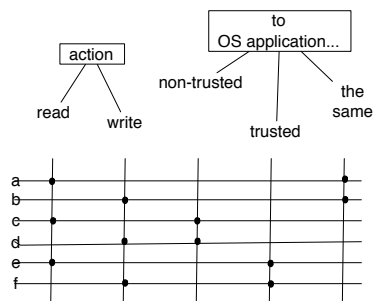 to
OS application...
action
non-trusted
the
same
read
write
trusted
a
b
c
d
e
f